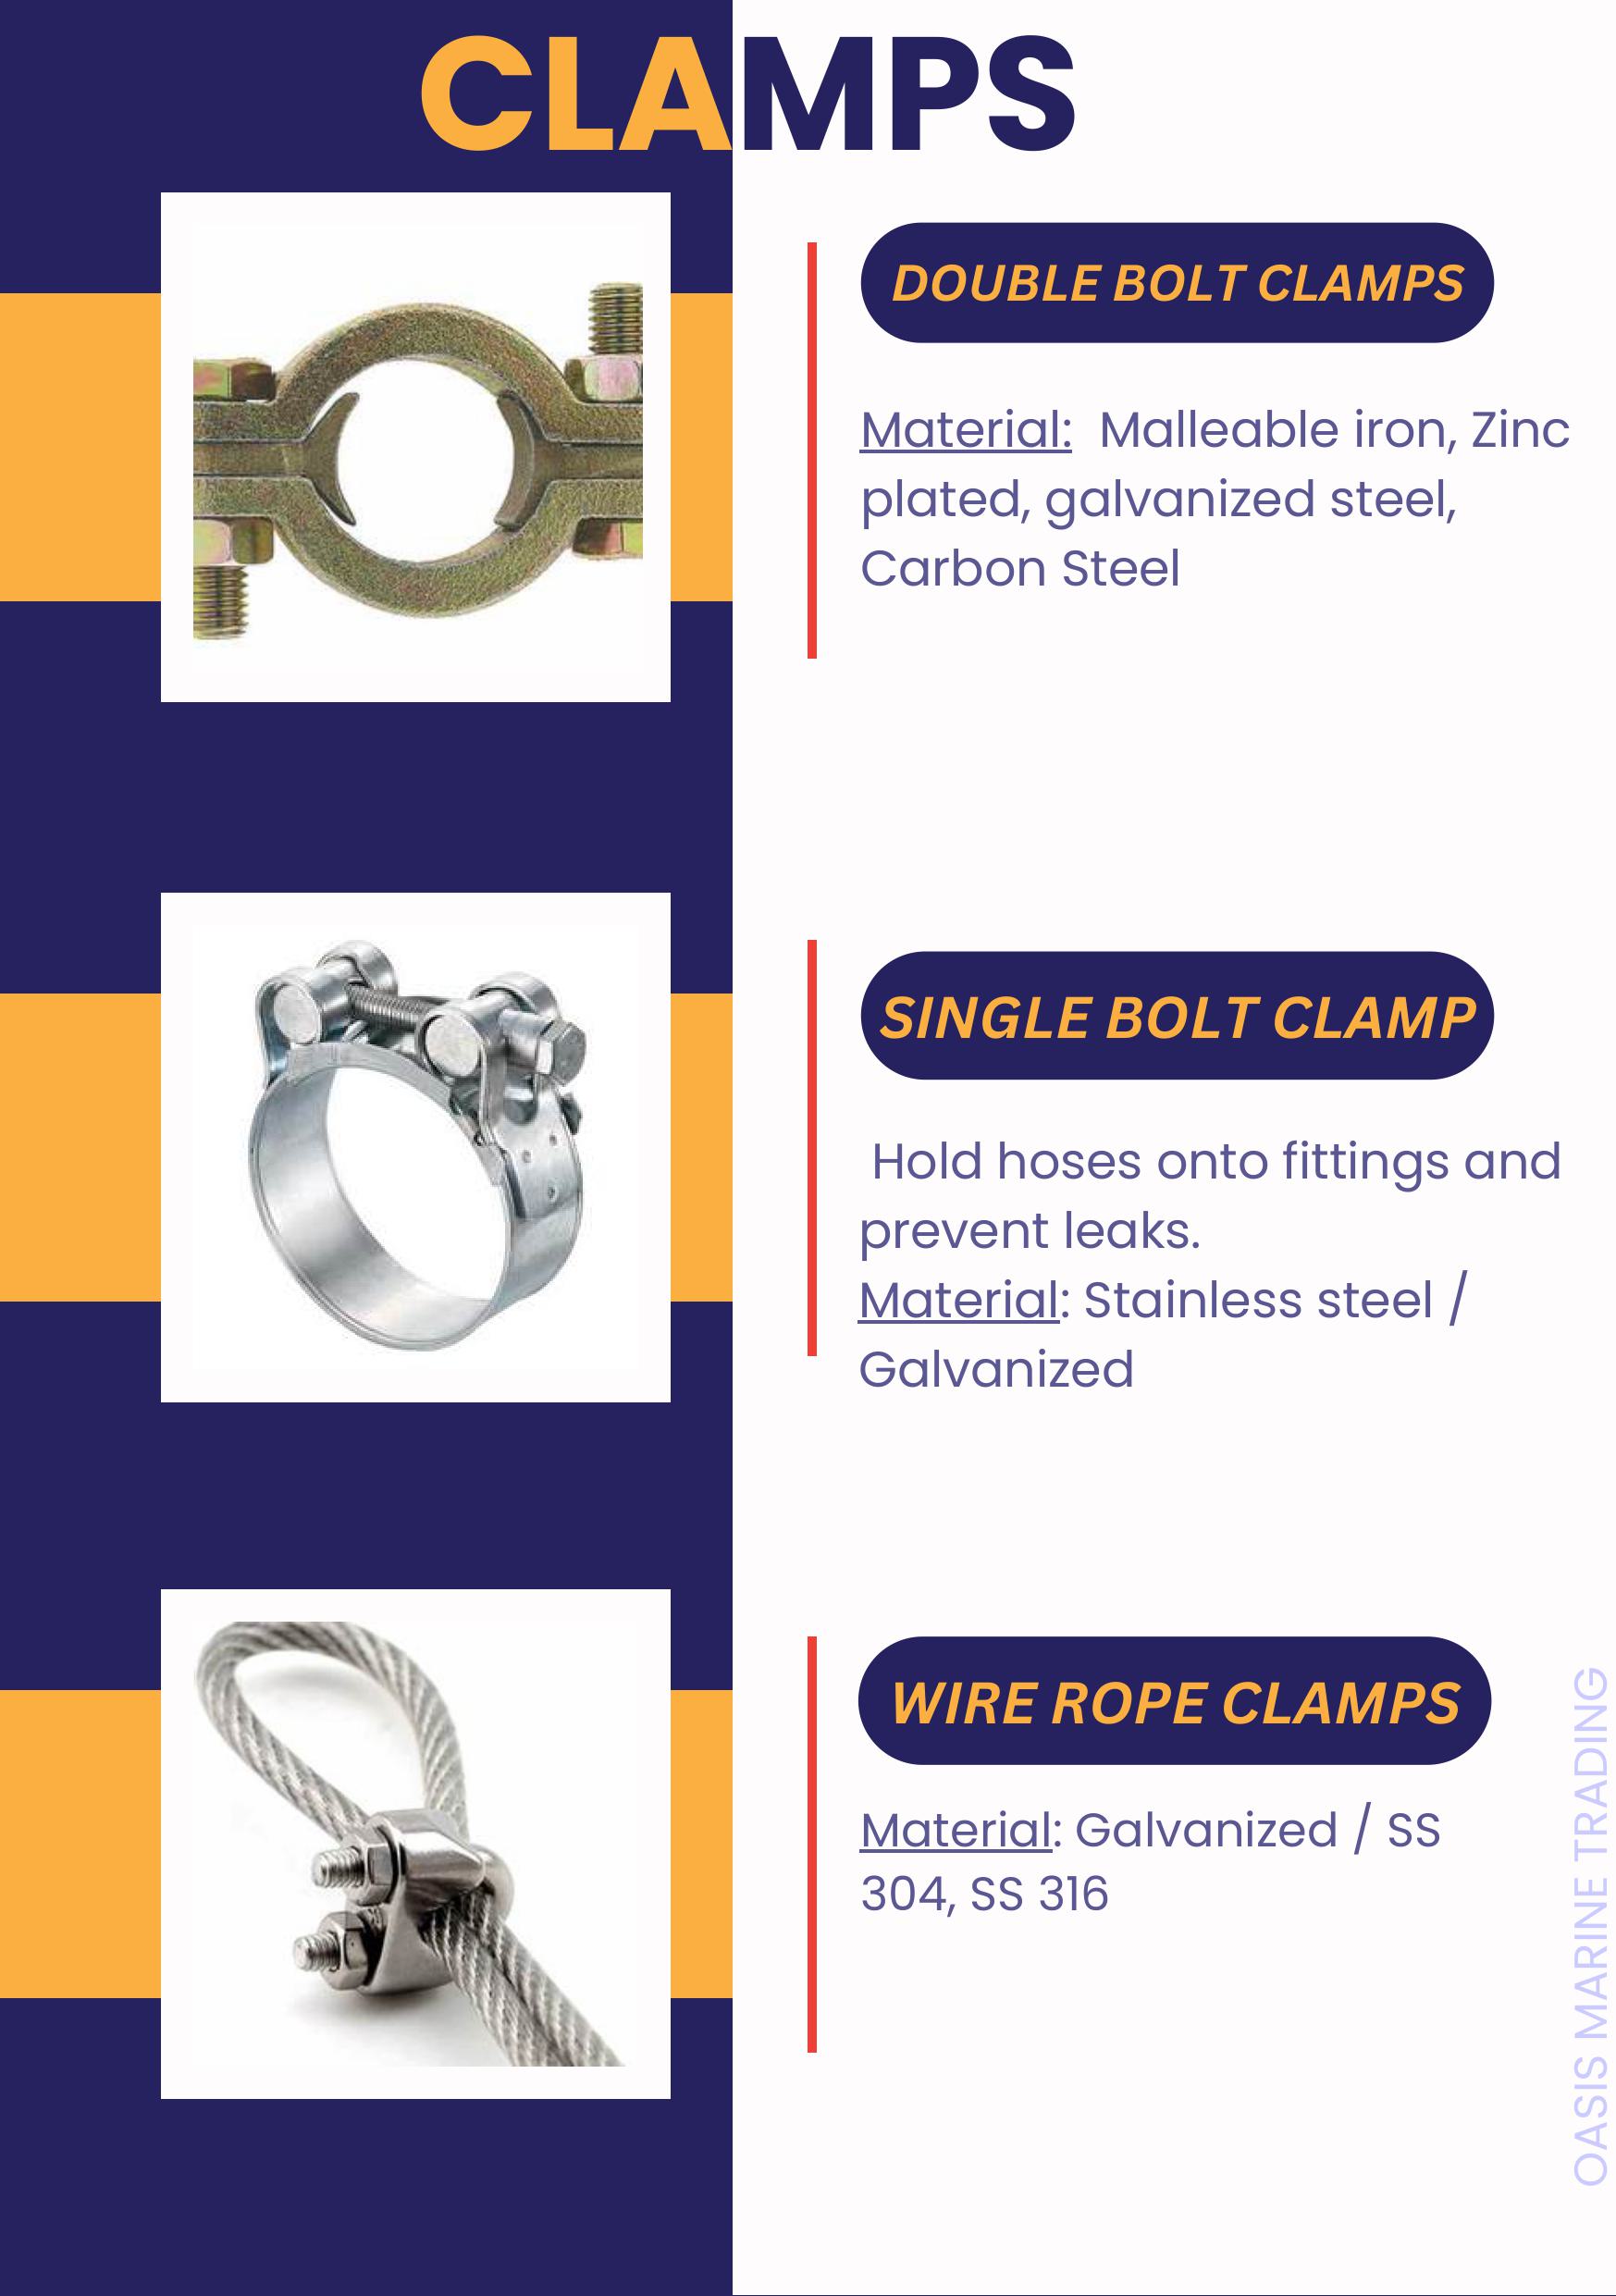 CLAMPS
DOUBLE BOLT CLAMPS
Material:  Malleable iron, Zinc
plated, galvanized steel,
Carbon Steel
SINGLE BOLT CLAMP
Hold hoses onto fittings and
prevent leaks.
Material: Stainless steel /
Galvanized
WIRE ROPE CLAMPS
Material: Galvanized / SS
304, SS 316
OASIS MARINE TRADING